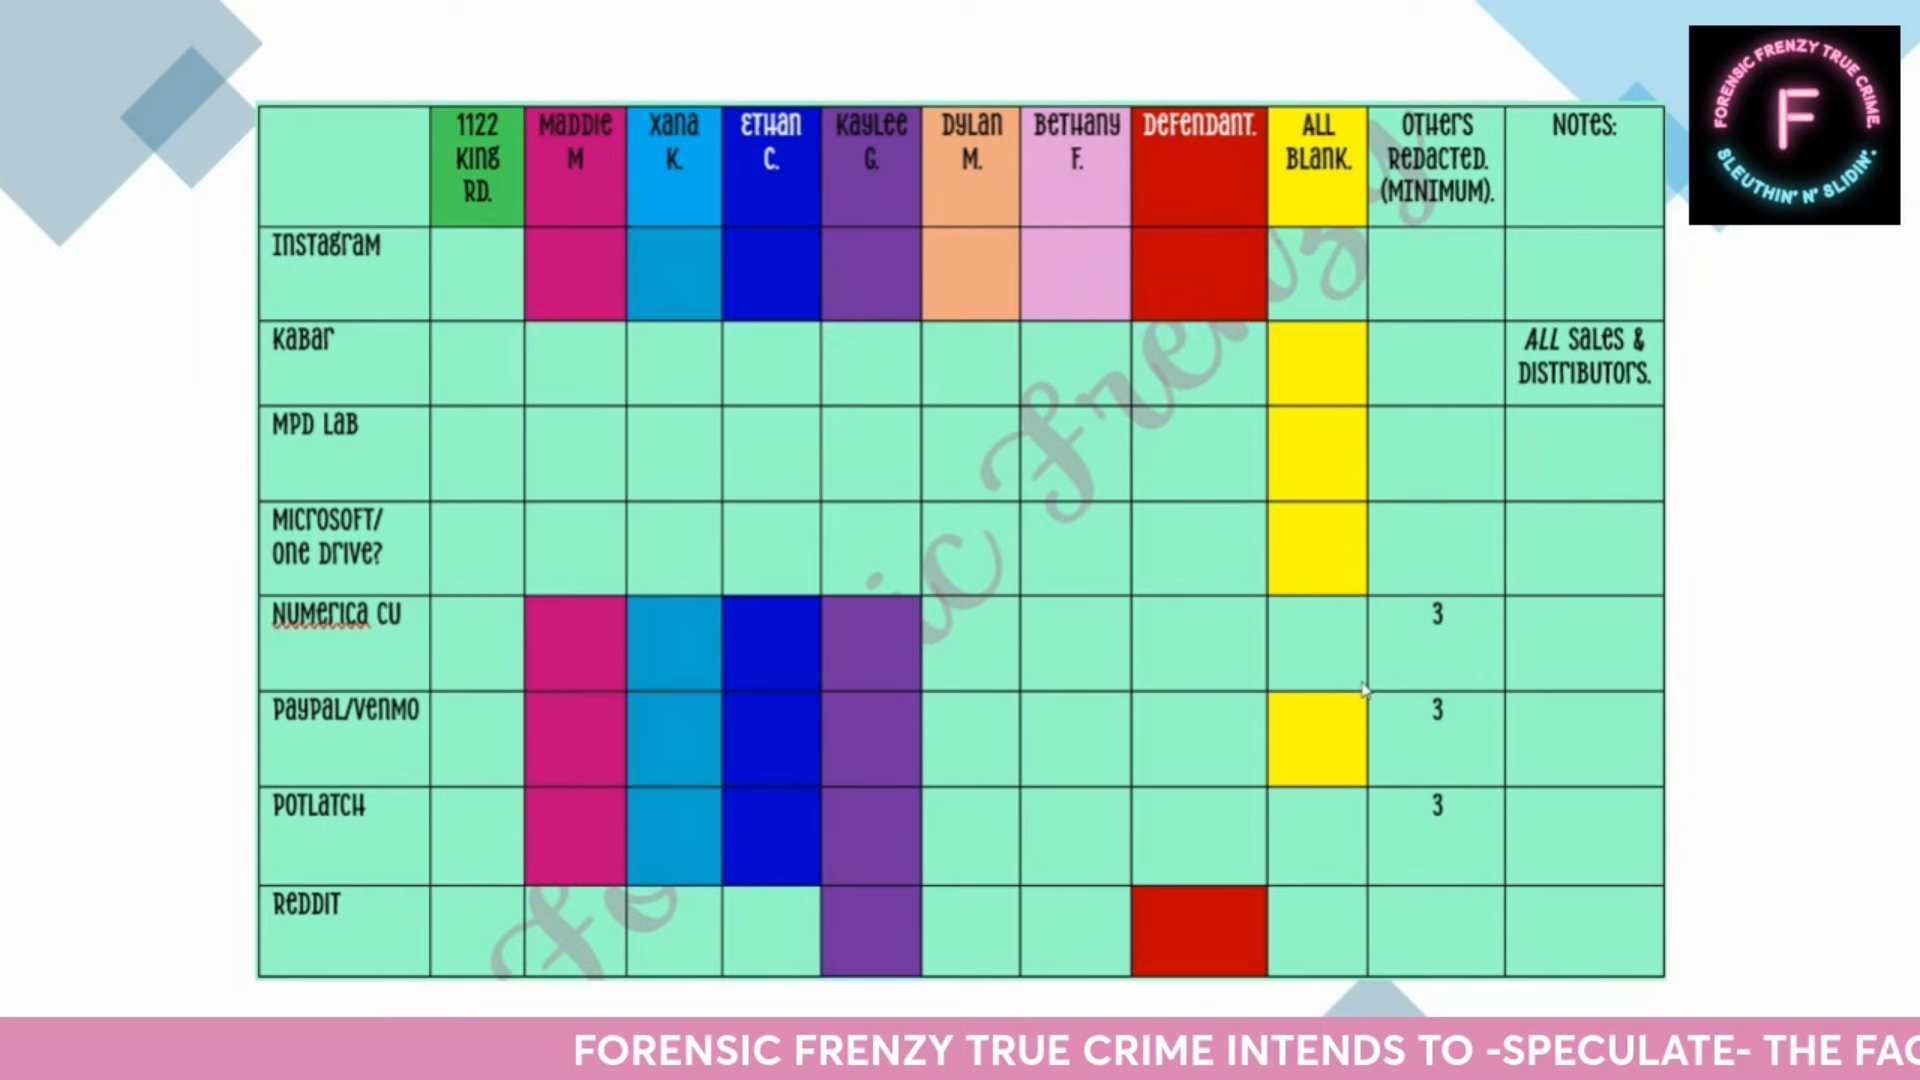 FORENSIC FRENZY TRUE CRIME.
F
SLEUTHIN' N' SLIDIN'.
1122 KING RD.
MADDIE M
XANA K.
ETHAN C.
KAYLEE G.
DYLAN M.
BETHANY F.
DEFENDANT.
ALL BLANK.
OTHERS REDACTED. (MINIMUM).
NOTES:
INSTAGRAM
KABAR
ALL SALES &
DISTRIBUTORS.
MPD LAB
MICROSOFT/
ONE DRIVE?
NUMERICA CU
3
PAYPAL/VENMO
3
POTLATCH
3
REDDIT
FORENSIC FRENZY TRUE CRIME INTENDS TO -SPECULATE- THE FAC